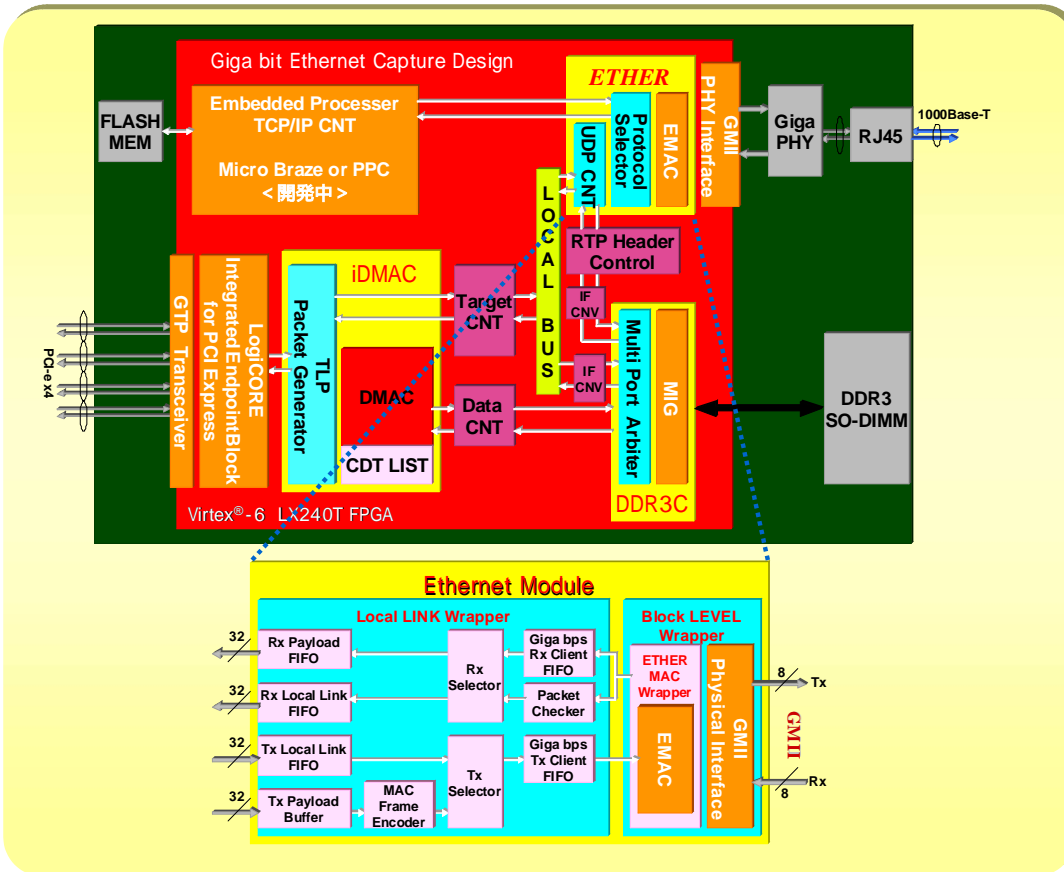 Giga bit Ethernet Capture Design
FLASH
MEM
Embedded Processer
TCP/IP CNT
Micro Braze or PPC
<開発中>
ETHER
UDP CNT
Protocol
Selector
EMAC
GMII
PHY Interface
Giga
PHY
RJ45
1000Base-T
LOCAL BUS
RTP Header
Control
IF
CNV
IF
CNV
PCI-e x4
GTP Transceiver
LogiCORE
Integrated Endpoint Block
for PCI Express
iDMAC
TLP
Packet Generator
DMAC
CDT LIST
Target
CNT
Data
CNT
Multi Port Arbiter
MIG
DDR3C
DDR3
SO-DIMM
Virtex®-6 LX240T FPGA
Ethernet Module
Local LINK Wrapper
Block LEVEL
Wrapper
32
Rx Payload
FIFO
32
Rx Local Link
FIFO
32
Tx Local Link
FIFO
32
Tx Payload
Buffer
MAC
Frame
Encoder
Rx
Selector
Tx
Selector
Giga bps
Rx Client
FIFO
Packet
Checker
Giga bps
Tx Client
FIFO
ETHER
MAC
Wrapper
EMAC
GMII
Physical Interface
8
Tx
GMII
Rx
8